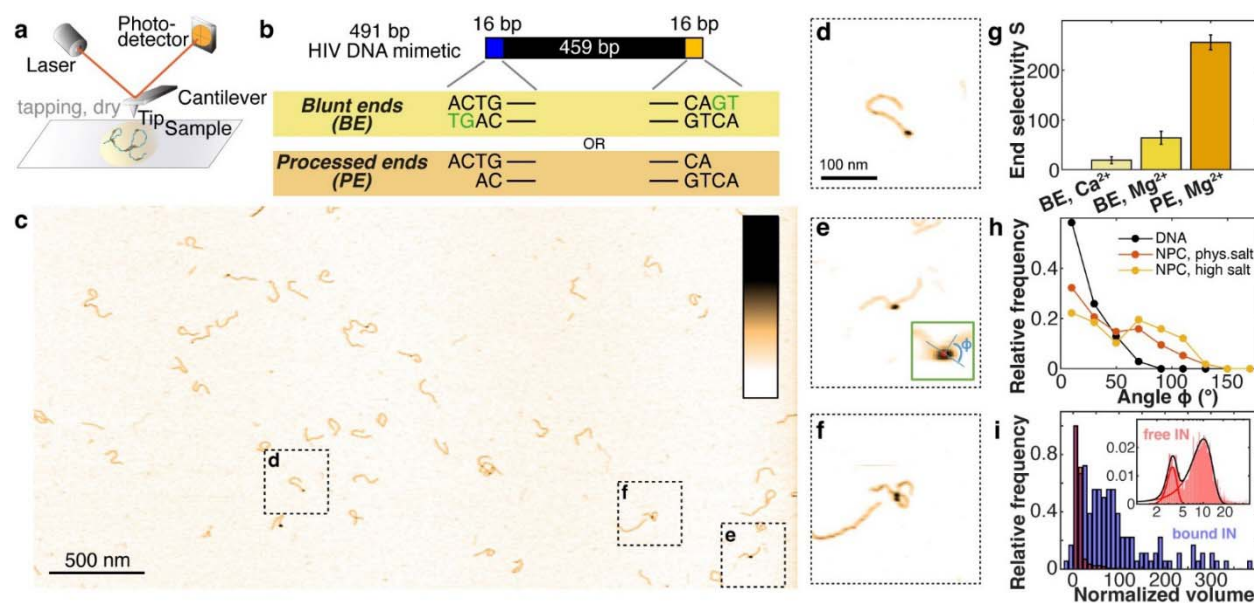 a
Photo-
detector
Laser
Cantilever
tapping, dry
Tip
Sample
b
491 bp
HIV DNA mimetic
16 bp
459 bp
16 bp
Blunt ends
(BE)
ACTG
TGAC
CAGT
GTCA
OR
Processed ends
(PE)
ACTG
AC
CA
GTCA
c
d
f
e
500 nm
d
100 nm
e
ϕ
f
g
End selectivity S
200
100
0
BE, Ca²⁺
BE, Mg²⁺
PE, Mg²⁺
h
Relative frequency
0.4
0.2
0
DNA
NPC, phys.salt
NPC, high salt
0
50
100
150
Angle ϕ (°)
i
Relative frequency
0.8
0.4
0
free IN
0.02
0.01
0
2
5
10
20
bound IN
0
100
200
300
Normalized volume